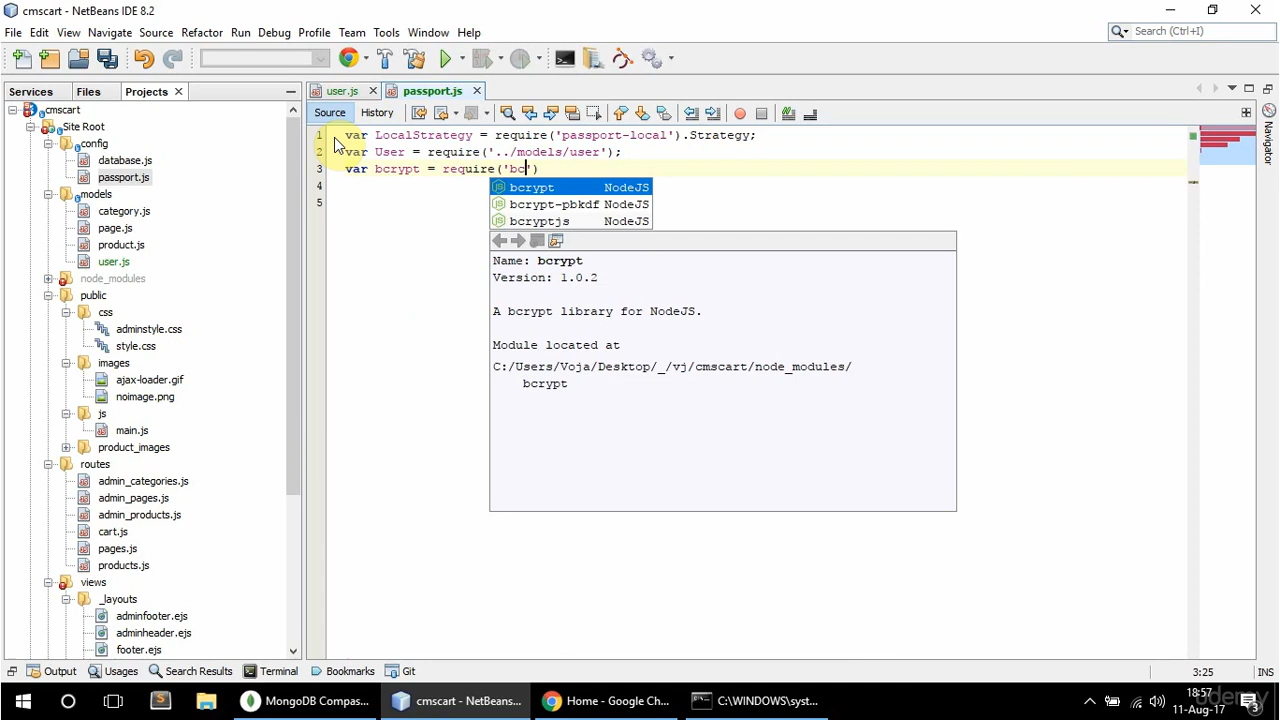 cmscart - NetBeans IDE 8.2
File Edit View Navigate Source Refactor Run Debug Profile Team Tools Window Help
Search (Ctrl+I)
Services Files Projects
user.js passport.js
Source History
cmscart
Site Root
config
database.js
passport.js
models
category.js
page.js
product.js
user.js
node_modules
public
css
adminstyle.css
style.css
images
ajax-loader.gif
noimage.png
js
main.js
product_images
routes
admin_categories.js
admin_pages.js
admin_products.js
cart.js
pages.js
products.js
views
_layouts
adminfooter.ejs
adminheader.ejs
footer.ejs
1 var LocalStrategy = require('passport-local').Strategy;
2 var User = require('../models/user');
3 var bcrypt = require('bc')
4
5
bcrypt NodeJS
bcrypt-pbkdf NodeJS
bcryptjs NodeJS
Name: bcrypt
Version: 1.0.2
A bcrypt library for NodeJS.
Module located at
C:/Users/Voja/Desktop/_/vj/cmscart/node_modules/
bcrypt
Navigator
Output Usages Search Results Terminal Bookmarks Git
3:25 INS
MongoDB Compas... cmscart - NetBeans ... Home - Google Ch... C:\WINDOWS\syst...
18:57
11-Aug-17
3
udemy